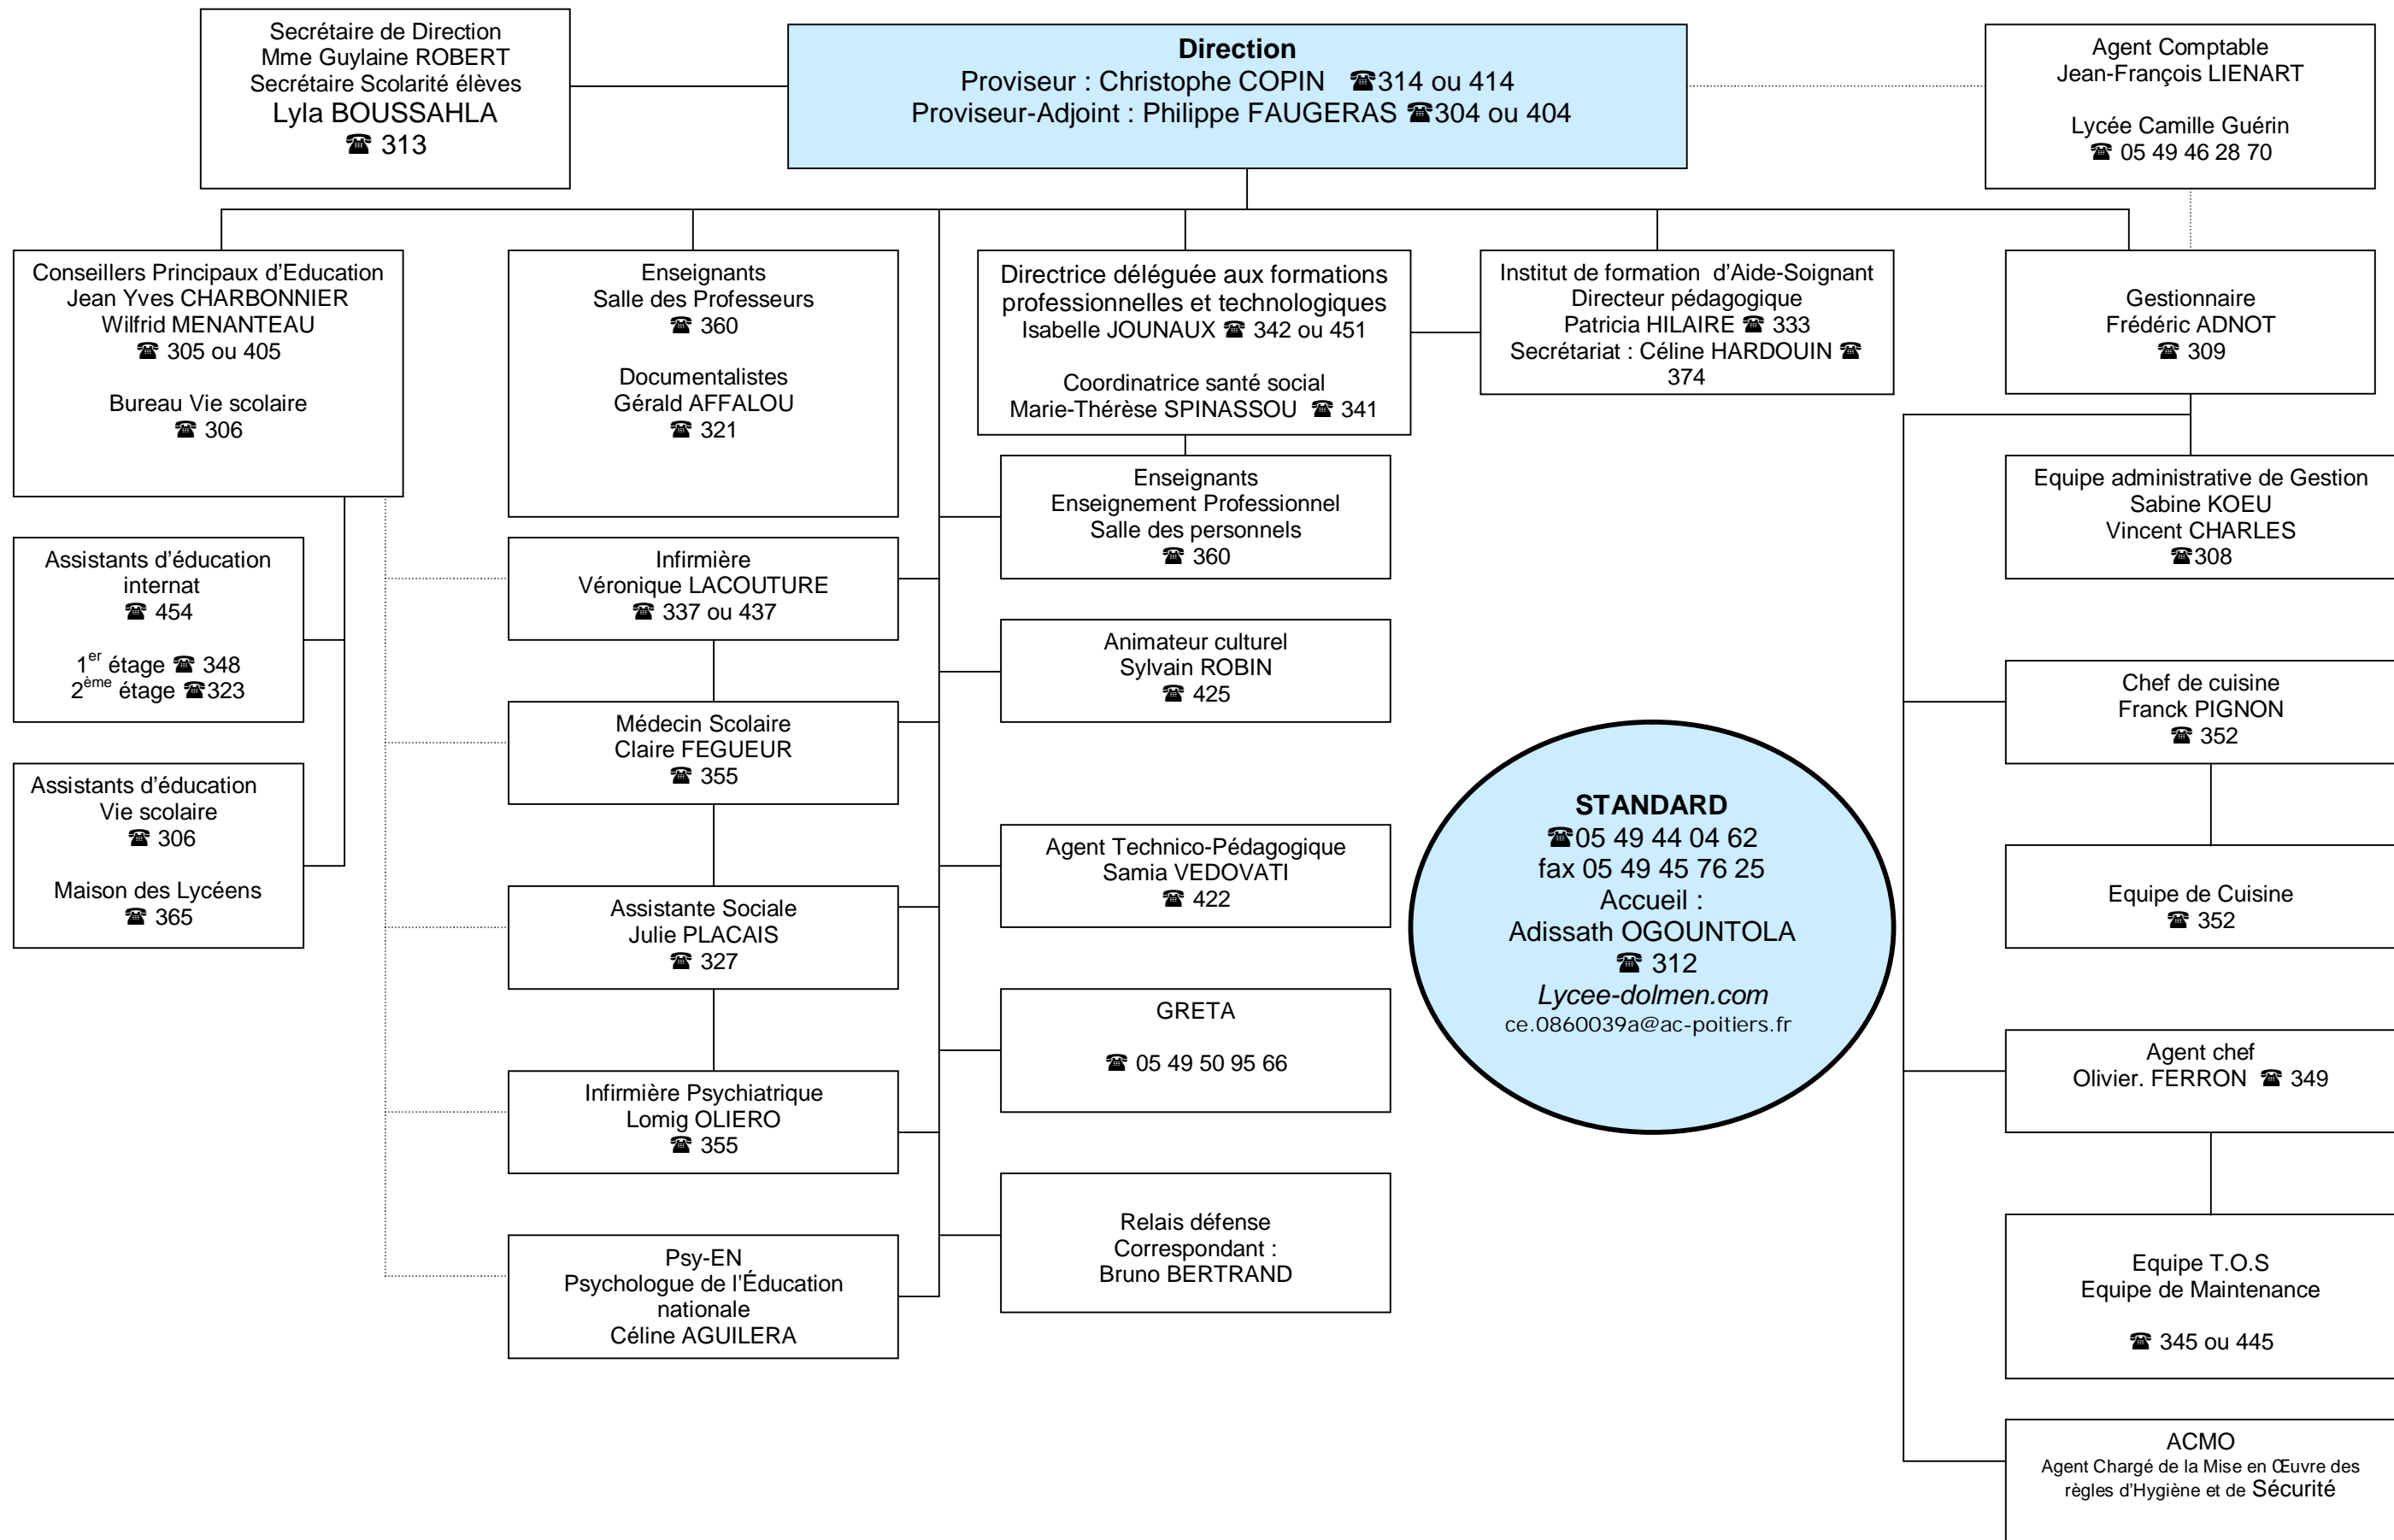 Secrétaire de Direction
Mme Guylaine ROBERT
Secrétaire Scolarité élèves
Lyla BOUSSAHLA
☎ 313
Direction
Proviseur : Christophe COPIN ☎314 ou 414
Proviseur-Adjoint : Philippe FAUGERAS ☎304 ou 404
Agent Comptable
Jean-François LIENART
Lycée Camille Guérin
☎ 05 49 46 28 70
Conseillers Principaux d'Education
Jean Yves CHARBONNIER
Wilfrid MENANTEAU
☎ 305 ou 405
Bureau Vie scolaire
☎ 306
Enseignants
Salle des Professeurs
☎ 360
Documentalistes
Gérald AFFALOU
☎ 321
Directrice déléguée aux formations
professionnelles et technologiques
Isabelle JOUNAUX ☎ 342 ou 451
Coordinatrice santé social
Marie-Thérèse SPINASSOU ☎ 341
Institut de formation d'Aide-Soignant
Directeur pédagogique
Patricia HILAIRE ☎ 333
Secrétariat : Céline HARDOUIN ☎
374
Gestionnaire
Frédéric ADNOT
☎ 309
Assistants d'éducation
internat
☎ 454
1er étage ☎ 348
2ème étage ☎323
Assistants d'éducation
Vie scolaire
☎ 306
Maison des Lycéens
☎ 365
Infirmière
Véronique LACOUTURE
☎ 337 ou 437
Médecin Scolaire
Claire FEGUEUR
☎ 355
Assistante Sociale
Julie PLACAIS
☎ 327
Infirmière Psychiatrique
Lomig OLIERO
☎ 355
Psy-EN
Psychologue de l'Éducation
nationale
Céline AGUILERA
Enseignants
Enseignement Professionnel
Salle des personnels
☎ 360
Animateur culturel
Sylvain ROBIN
☎ 425
Agent Technico-Pédagogique
Samia VEDOVATI
☎ 422
GRETA
☎ 05 49 50 95 66
Relais défense
Correspondant :
Bruno BERTRAND
STANDARD
☎05 49 44 04 62
fax 05 49 45 76 25
Accueil :
Adissath OGOUNTOLA
☎ 312
Lycee-dolmen.com
ce.0860039a@ac-poitiers.fr
Equipe administrative de Gestion
Sabine KOEU
Vincent CHARLES
☎308
Chef de cuisine
Franck PIGNON
☎ 352
Equipe de Cuisine
☎ 352
Agent chef
Olivier. FERRON ☎ 349
Equipe T.O.S
Equipe de Maintenance
☎ 345 ou 445
ACMO
Agent Chargé de la Mise en Œuvre des
règles d'Hygiène et de Sécurité